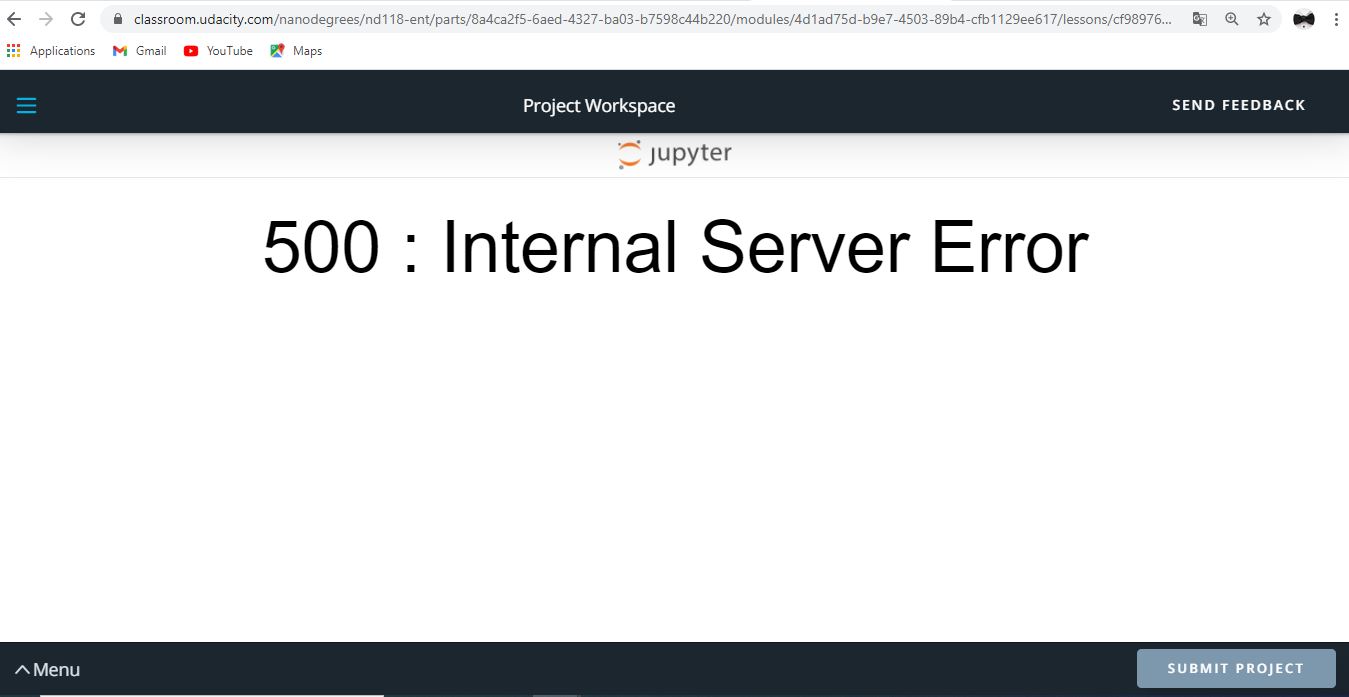 classroom.udacity.com/nanodegrees/nd118-ent/parts/8a4ca2f5-6aed-4327-ba03-b7598c44b220/modules/4d1ad75d-b9e7-4503-89b4-cfb1129ee617/lessons/cf98976...
Applications Gmail YouTube Maps
Project Workspace SEND FEEDBACK
jupyter
500 : Internal Server Error
Menu SUBMIT PROJECT